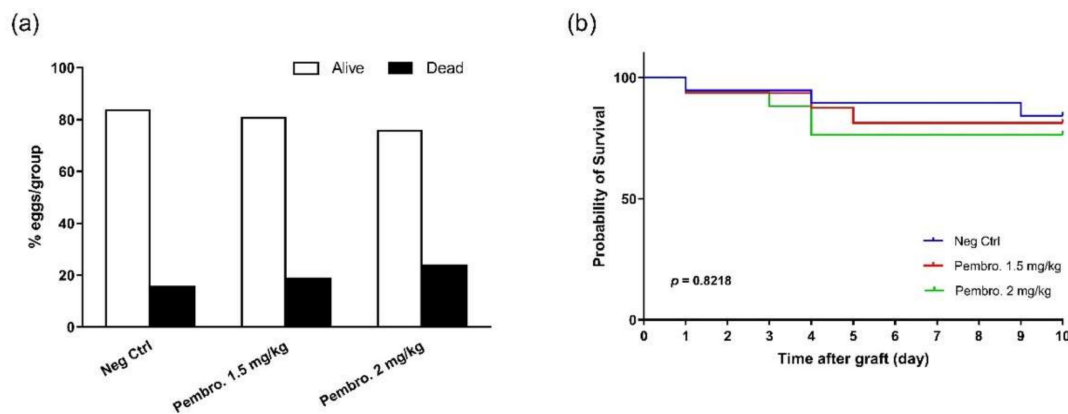 (a)
Alive Dead
100
80
60
40
20
0
% eggs/group
Neg Ctrl
Pembro. 1.5 mg/kg
Pembro. 2 mg/kg
(b)
100
50
0
Probability of Survival
Neg Ctrl
Pembro. 1.5 mg/kg
Pembro. 2 mg/kg
p = 0.8218
0 1 2 3 4 5 6 7 8 9 10
Time after graft (day)